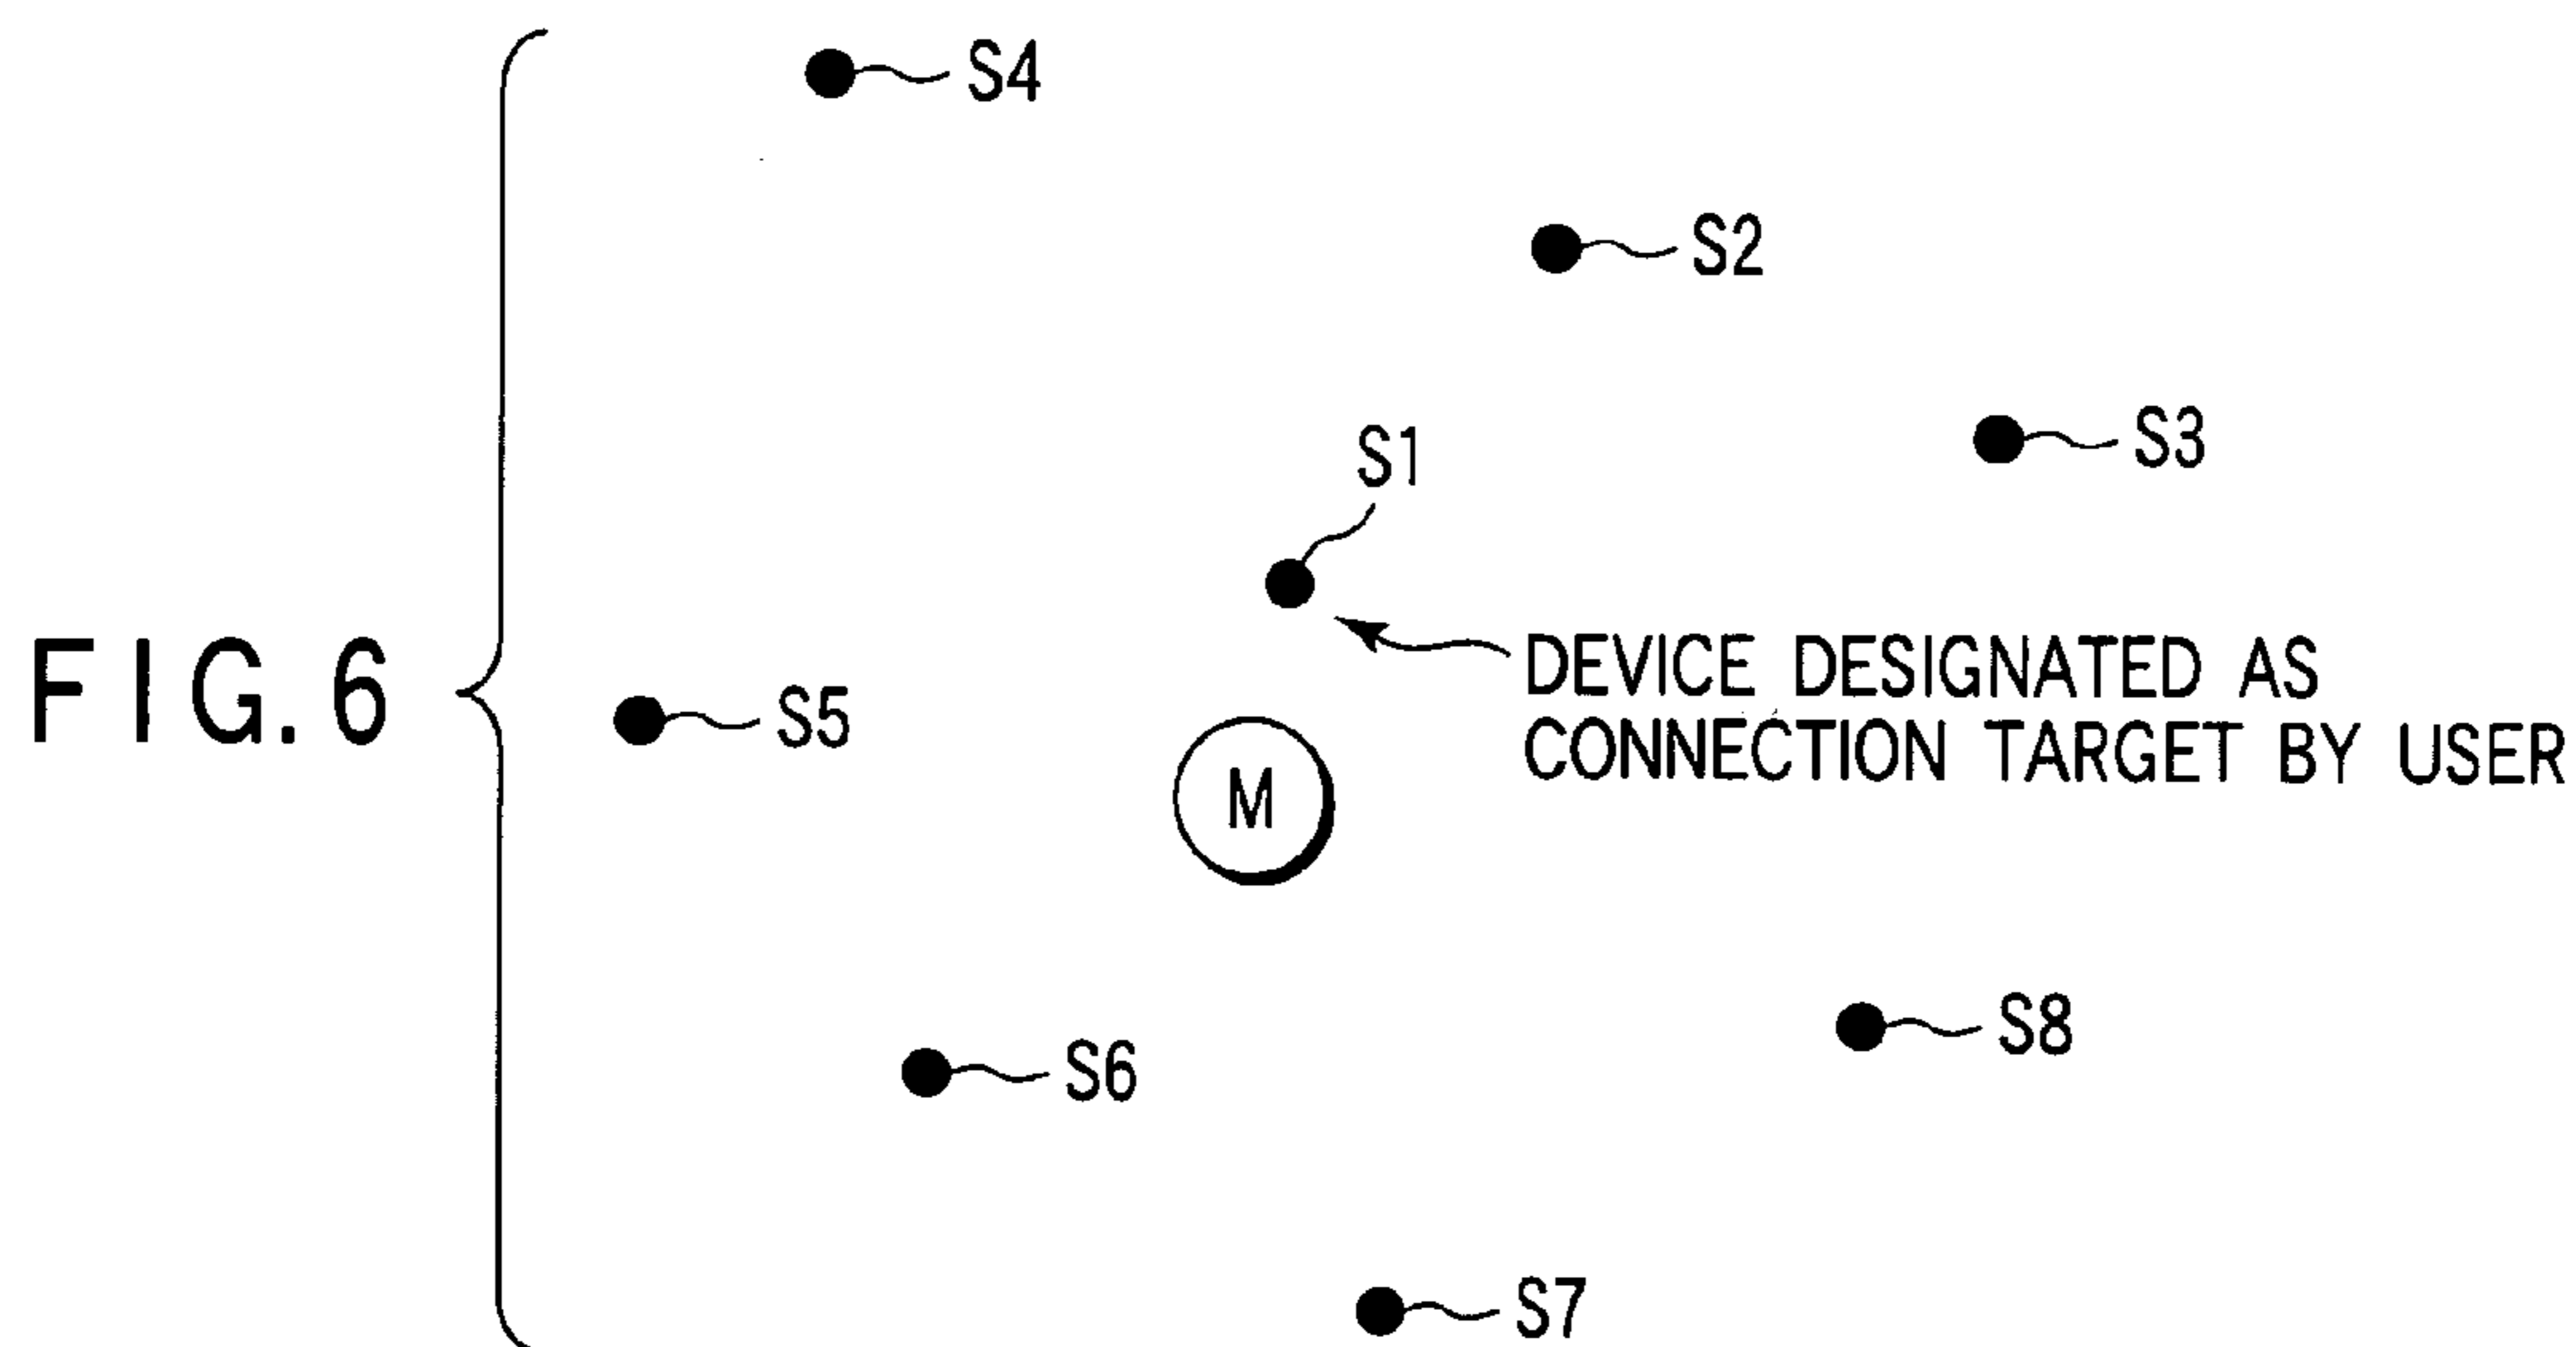 S4
S2
S3
S1
FIG. 6
S5
DEVICE DESIGNATED AS
CONNECTION TARGET BY USER
M
S8
S6
S7